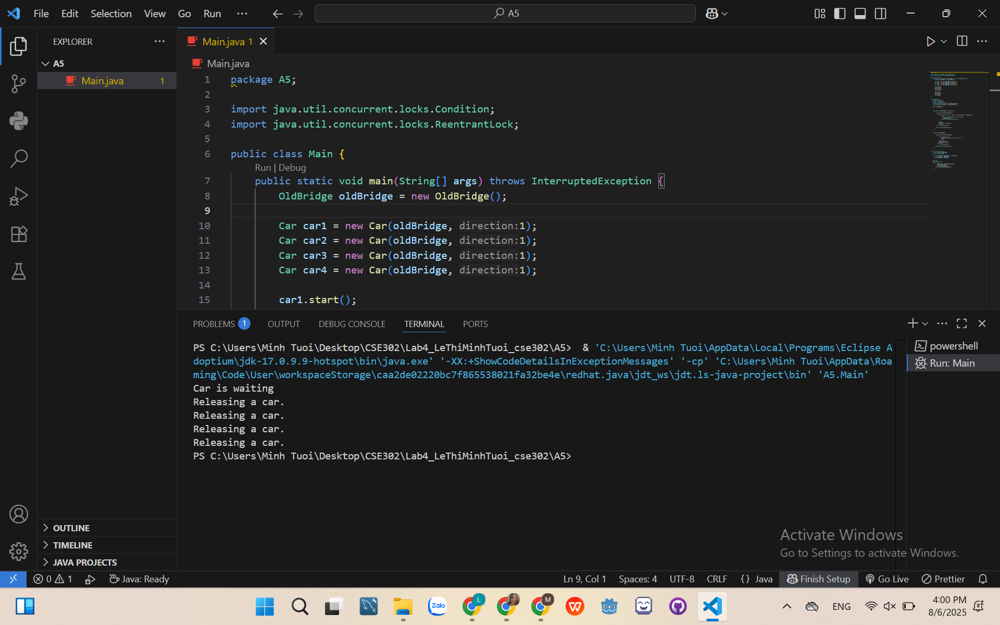 File Edit Selection View Go Run ··· A5
EXPLORER
A5
Main.java 1
OUTLINE
TIMELINE
JAVA PROJECTS
Main.java 1
Main.java
1 package A5;
2
3 import java.util.concurrent.locks.Condition;
4 import java.util.concurrent.locks.ReentrantLock;
5
6 public class Main {
Run | Debug
7 public static void main(String[] args) throws InterruptedException {
8 OldBridge oldBridge = new OldBridge();
9
10 Car car1 = new Car(oldBridge, direction:1);
11 Car car2 = new Car(oldBridge, direction:1);
12 Car car3 = new Car(oldBridge, direction:1);
13 Car car4 = new Car(oldBridge, direction:1);
14
15 car1.start();
PROBLEMS 1 OUTPUT DEBUG CONSOLE TERMINAL PORTS
PS C:\Users\Minh Tuoi\Desktop\CSE302\Lab4_LeThiMinhTuoi_cse302\A5> & 'C:\Users\Minh Tuoi\AppData\Local\Programs\Eclipse A
doptium\jdk-17.0.9.9-hotspot\bin\java.exe' '-XX:+ShowCodeDetailsInExceptionMessages' '-cp' 'C:\Users\Minh Tuoi\AppData\Roa
ming\Code\User\workspaceStorage\caa2de02220bc7f865538021fa32be4e\redhat.java\jdt_ws\jdt.ls-java-project\bin' 'A5.Main'
Car is waiting
Releasing a car.
Releasing a car.
Releasing a car.
Releasing a car.
PS C:\Users\Minh Tuoi\Desktop\CSE302\Lab4_LeThiMinhTuoi_cse302\A5>
powershell
Run: Main
Activate Windows
Go to Settings to activate Windows.
0 1 Java: Ready Ln 9, Col 1 Spaces: 4 UTF-8 CRLF {} Java Finish Setup Go Live Prettier
Zalo L M W ENG 4:00 PM
8/6/2025